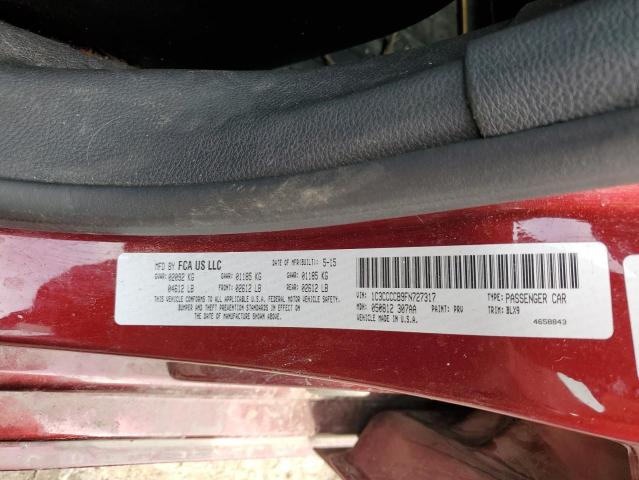 MFD BY FCA US LLC DATE OF MFR(BUILT): 5-15
GVWR: 02092 KG GAWR: 01185 KG GAWR: 01185 KG
04612 LB FRONT: 02612 LB REAR: 02612 LB
THIS VEHICLE CONFORMS TO ALL APPLICABLE U.S.A. FEDERAL MOTOR VEHICLE SAFETY,
BUMPER AND THEFT PREVENTION STANDARDS IN EFFECT ON
THE DATE OF MANUFACTURE SHOWN ABOVE.
VIN: 1C3CCCCB9FN727317 TYPE: PASSENGER CAR
MDH: 050812 307AA PAINT: PRV TRIM: BLX9
VEHICLE MADE IN U.S.A. 4658843